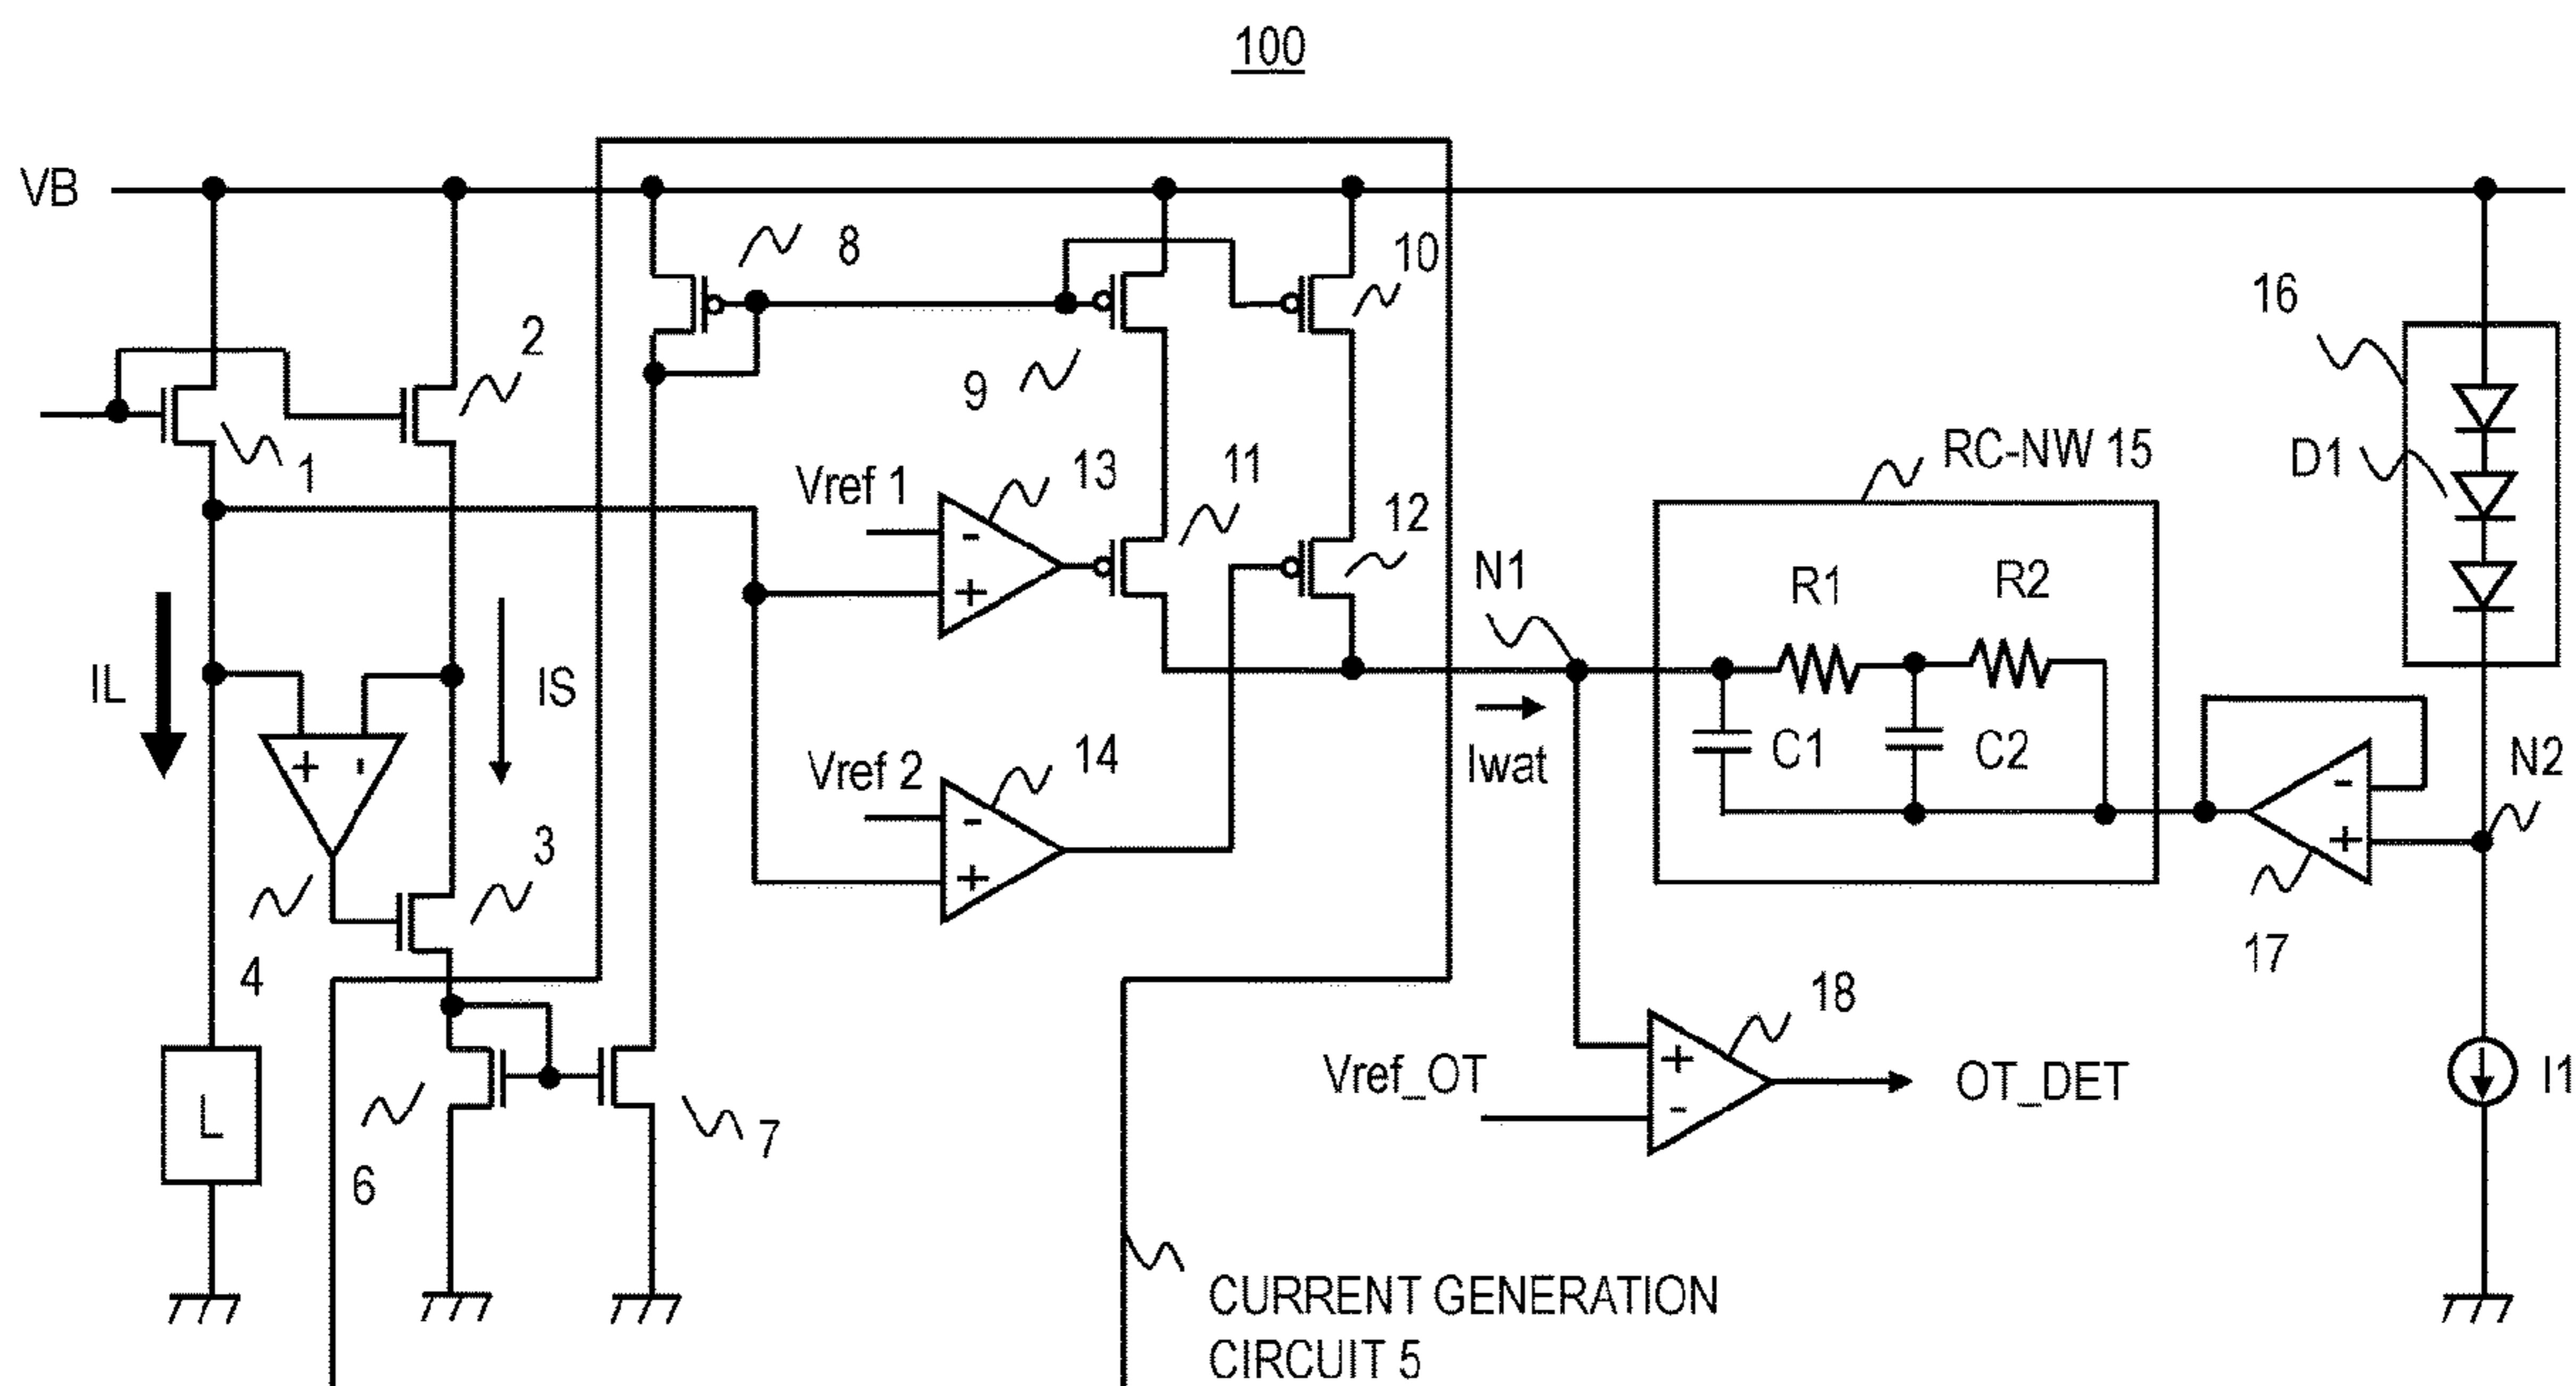 100
VB
8
10
16
2
9
D1
1
Vref 1
13
11
RC-NW 15
12
N1
R1
R2
IL
IS
+ -
-
+
Vref 2
14
Iwat
C1
C2
N2
-
+
-
+
3
4
17
18
Vref_OT
+
-
OT_DET
I1
L
6
7
CURRENT GENERATION
CIRCUIT 5